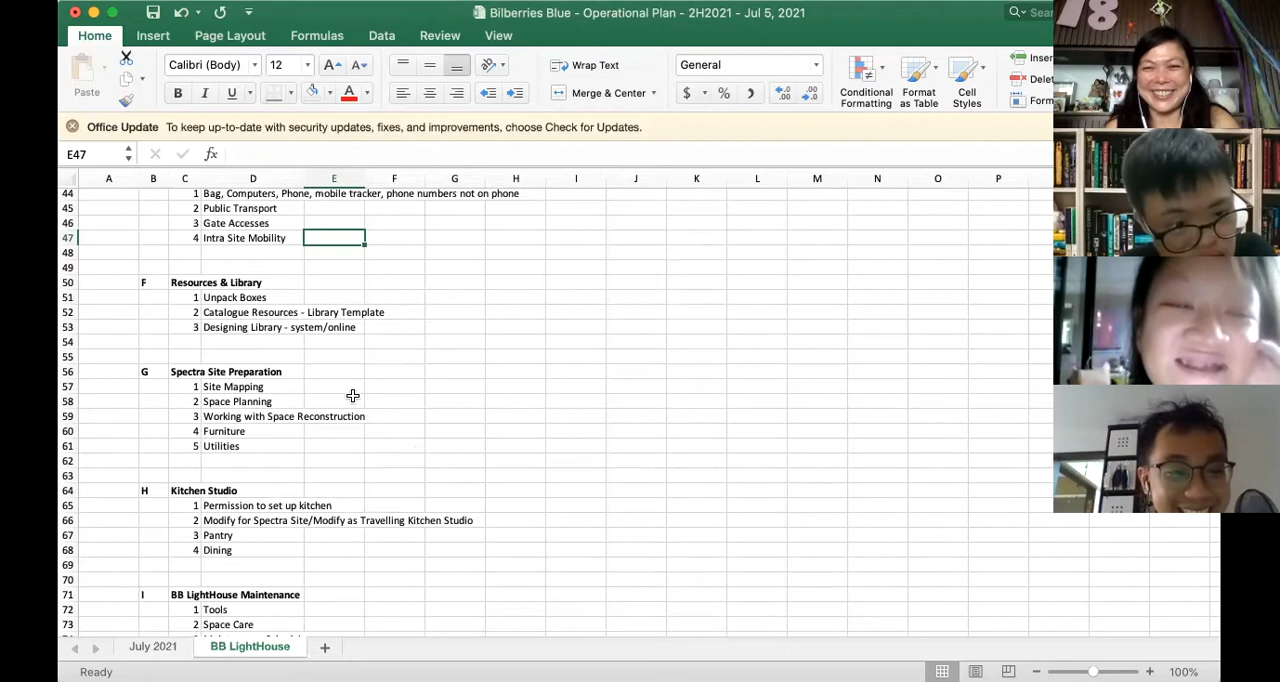 Bilberries Blue - Operational Plan - 2H2021 - Jul 5, 2021
Home Insert Page Layout Formulas Data Review View
Calibri (Body) 12 Wrap Text General
Paste B I U A Merge & Center $ % Conditional Formatting Format as Table Cell Styles
Office Update To keep up-to-date with security updates, fixes, and improvements, choose Check for Updates.
E47 fx
A B C D E F G H I J K L M N O P
44 1 Bag, Computers, Phone, mobile tracker, phone numbers not on phone
45 2 Public Transport
46 3 Gate Accesses
47 4 Intra Site Mobility
48
49
50 F Resources & Library
51 1 Unpack Boxes
52 2 Catalogue Resources - Library Template
53 3 Designing Library - system/online
54
55
56 G Spectra Site Preparation
57 1 Site Mapping
58 2 Space Planning
59 3 Working with Space Reconstruction
60 4 Furniture
61 5 Utilities
62
63
64 H Kitchen Studio
65 1 Permission to set up kitchen
66 2 Modify for Spectra Site/Modify as Travelling Kitchen Studio
67 3 Pantry
68 4 Dining
69
70
71 I BB LightHouse Maintenance
72 1 Tools
73 2 Space Care
July 2021 BB LightHouse +
Ready 100%
78